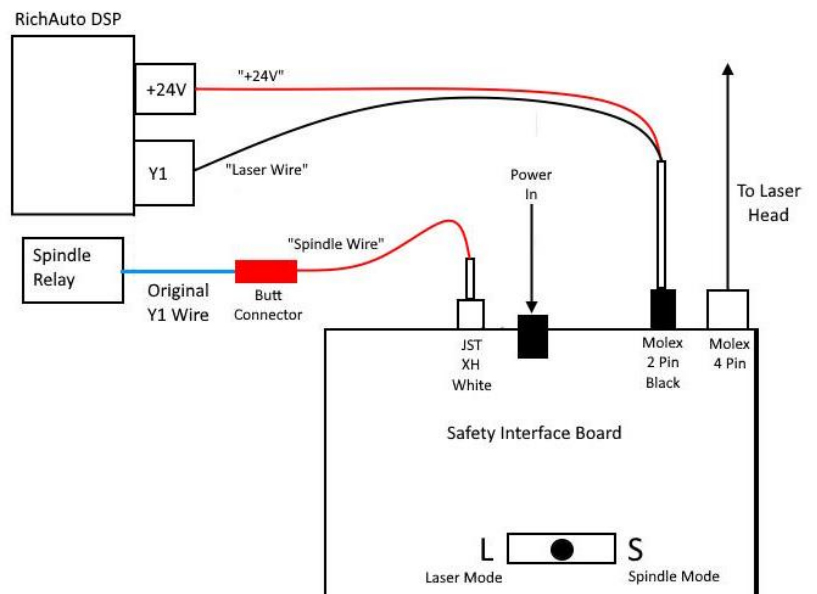 RichAuto DSP
+24V
"+24V"
Y1
"Laser Wire"
Power
In
To Laser
Head
Spindle
Relay
"Spindle Wire"
Original
Y1 Wire
Butt
Connector
JST
XH
White
Molex
2 Pin
Black
Molex
4 Pin
Safety Interface Board
L
S
Laser Mode
Spindle Mode